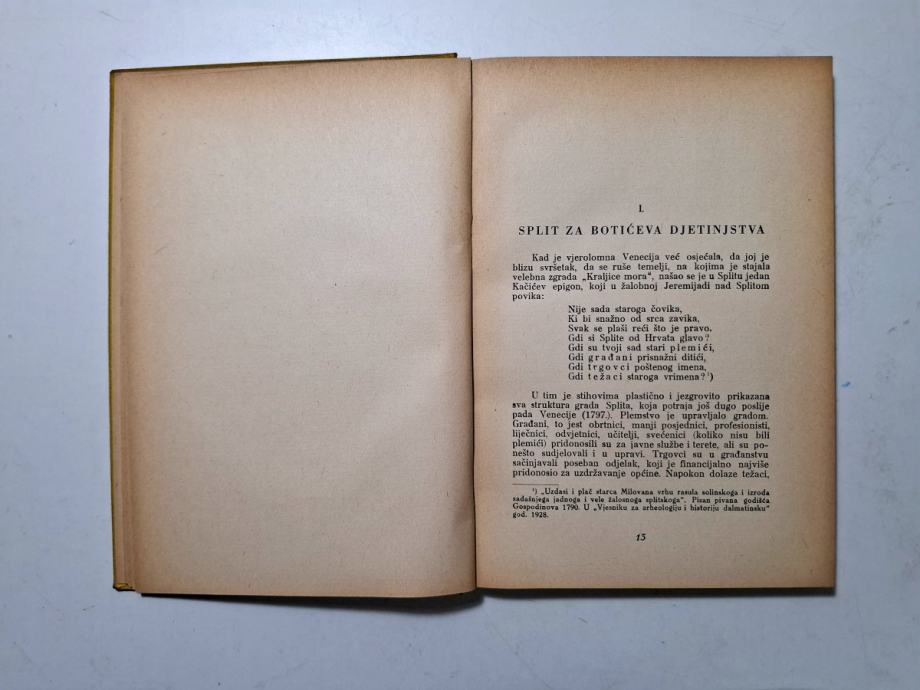 I.
SPLIT ZA BOTIĆEVA DJETINJSTVA
Kad je vjerolomna Venecija već osjećala, da joj je
blizu svršetak, da se ruše temelji, na kojima je stajala
velebna zgrada „Kraljice mora", našao se je u Splitu jedan
Kačićev epigon, koji u žalobnoj Jeremijadi nad Splitom
povika:
Nije sada staroga čovika,
Ki bi snažno od srca zavika,
Svak se plaši reći što je pravo.
Gdi si Splite od Hrvata glavo?
Gdi su tvoji sad stari plemići,
Gdi građani prisnažni ditići,
Gdi trgovci poštenog imena,
Gdi težaci staroga vrimena?¹)
U tim je stihovima plastično i jezgrovito prikazana
sva struktura grada Splita, koja potraja još dugo poslije
pada Venecije (1797.). Plemstvo je upravljalo gradom.
Građani, to jest obrtnici, manji posjednici, profesionisti,
liječnici, odvjetnici, učitelji, svećenici (koliko nisu bili
plemići) pridonosili su za javne službe i terete, ali su po-
nešto sudjelovali i u upravi. Trgovci su u građanstvu
sačinjavali poseban odjelak, koji je financijalno najviše
pridonosio za uzdržavanje općine. Napokon dolaze težaci,
¹) „Uzdasi i plač starca Milovana vrhu rasula solinskoga i izroda
sadašnjega jadnoga i vele žalosnoga splitskoga". Pisan pivana godišća
Gospodinova 1790. U „Vjesniku za arheologiju i historiju dalmatinsku"
god. 1928.
13